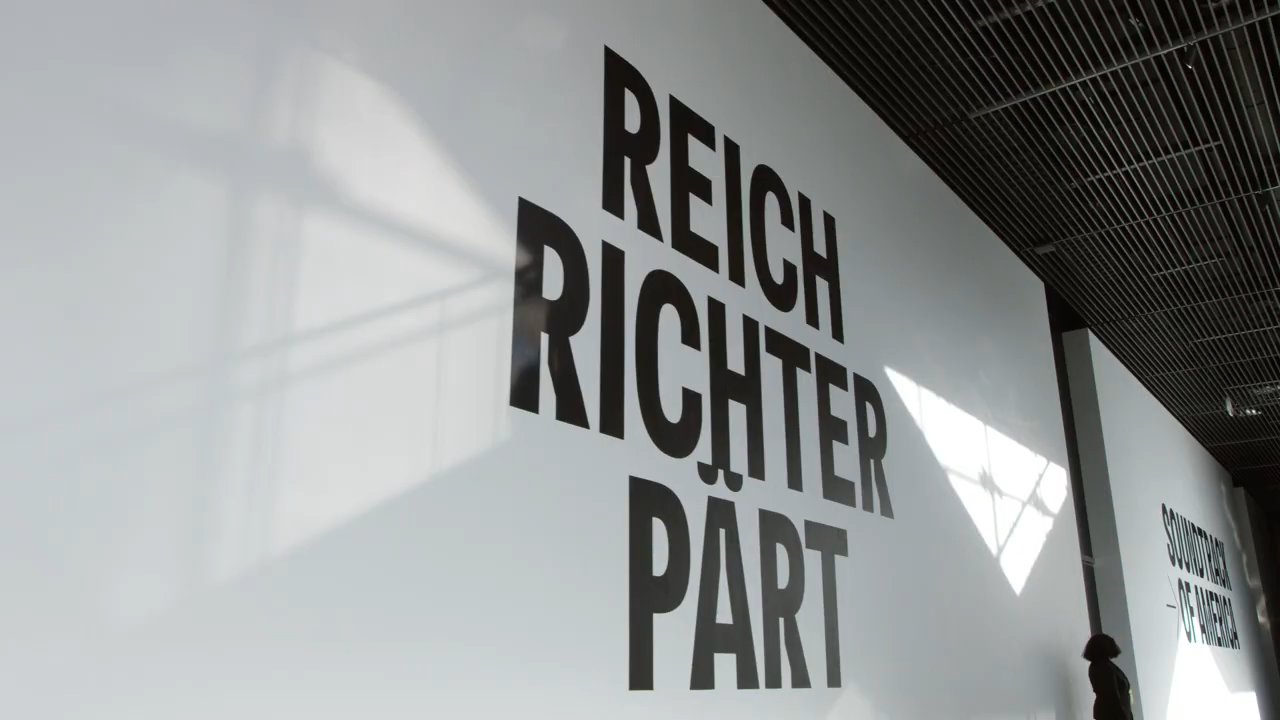 REICH
RICHTER
PÄRT
SOUNDTRACK
OF AMERICA